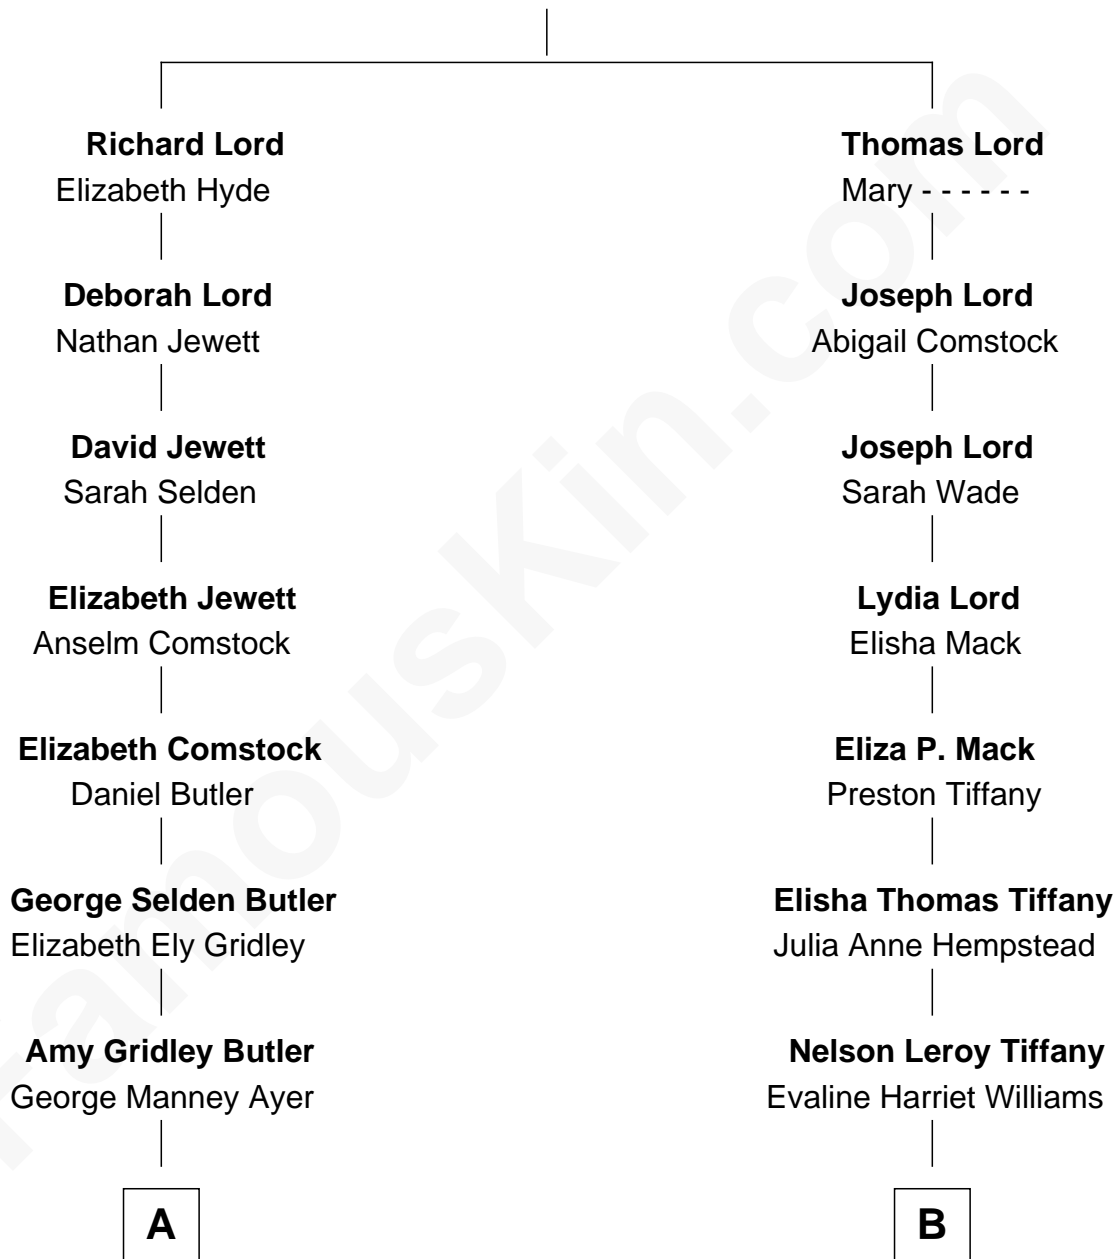 Richard Lord
Elizabeth Hyde
Deborah Lord
Nathan Jewett
David Jewett
Sarah Selden
Elizabeth Jewett
Anselm Comstock
Elizabeth Comstock
Daniel Butler
George Selden Butler
Elizabeth Ely Gridley
Amy Gridley Butler
George Manney Ayer
A
Thomas Lord
Mary - - - - - -
Joseph Lord
Abigail Comstock
Joseph Lord
Sarah Wade
Lydia Lord
Elisha Mack
Eliza P. Mack
Preston Tiffany
Elisha Thomas Tiffany
Julia Anne Hempstead
Nelson Leroy Tiffany
Evaline Harriet Williams
B
FamousKin.com